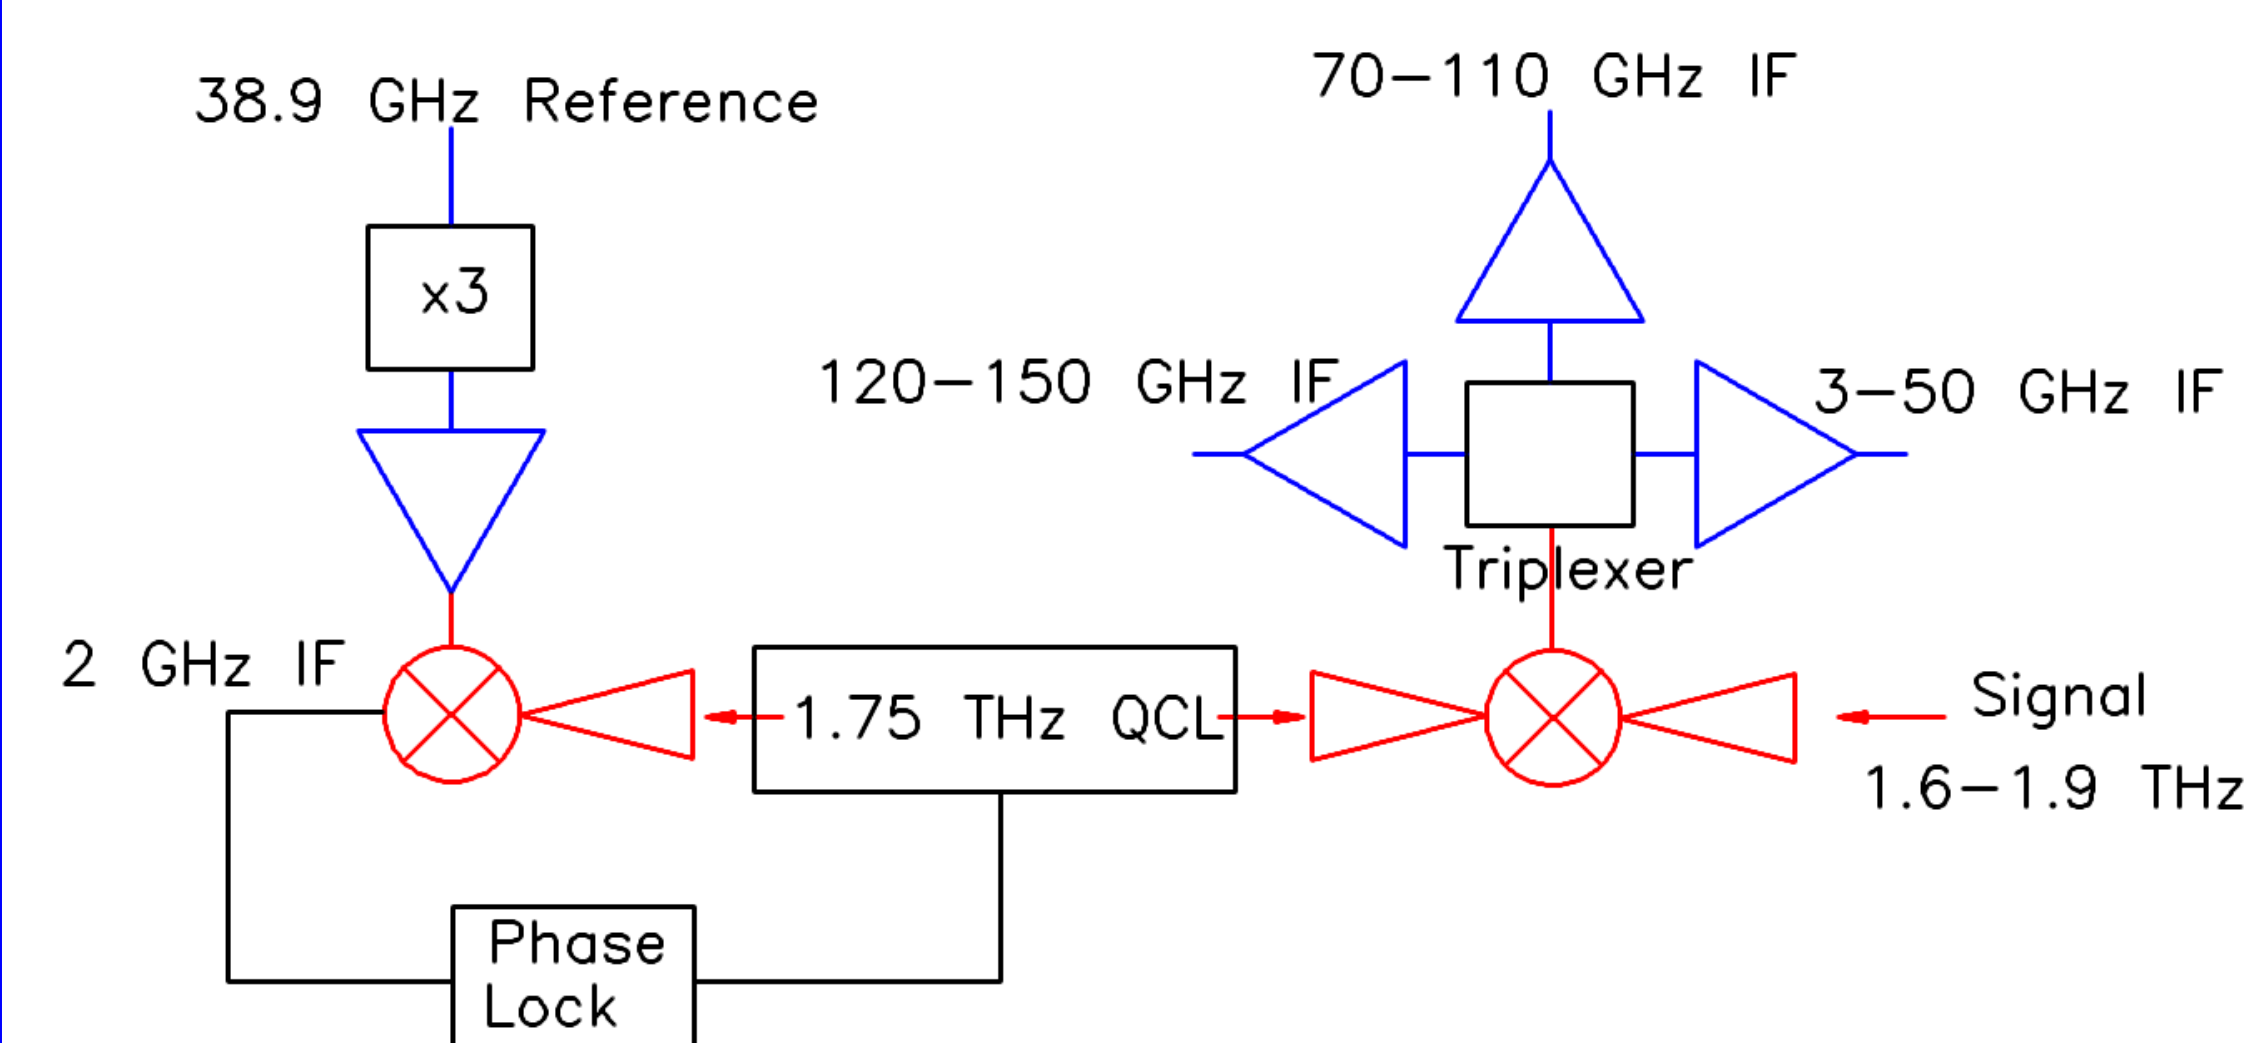 70-110 GHz IF
38.9 GHz Reference
x3
120-150 GHz IF
3-50 GHz IF
Triplexer
2 GHz IF
1.75 THz QCL
Signal
1.6-1.9 THz
Phase
Lock